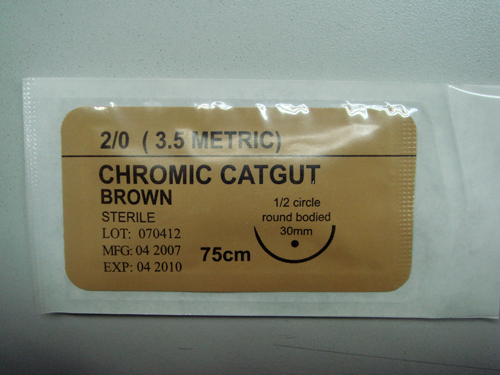 2/0 ( 3.5 METRIC)
CHROMIC CATGUT
BROWN
STERILE
LOT: 070412
MFG: 04 2007
EXP: 04 2010
75cm
1/2 circle
round bodied
30mm